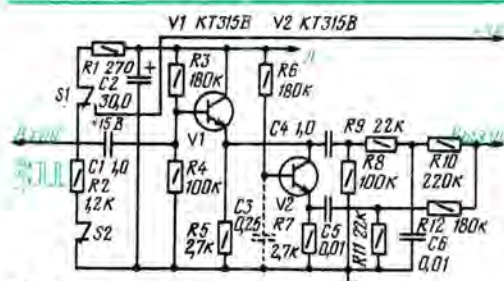 V1 КТ315В V2 КТ315В
R1 270
C2
30,0
+
S1
*15 В
R3
180к
R6
180к
V1
C1 1,0
R2
1,2к
S2
R4
100к
R5
2,7к
C3
0,25
R7
2,7к
C4 1,0
V2
C5
0,01
R9 22к
R8
100к
R10
220к
R11 22к
R12 180к
C6
0,01